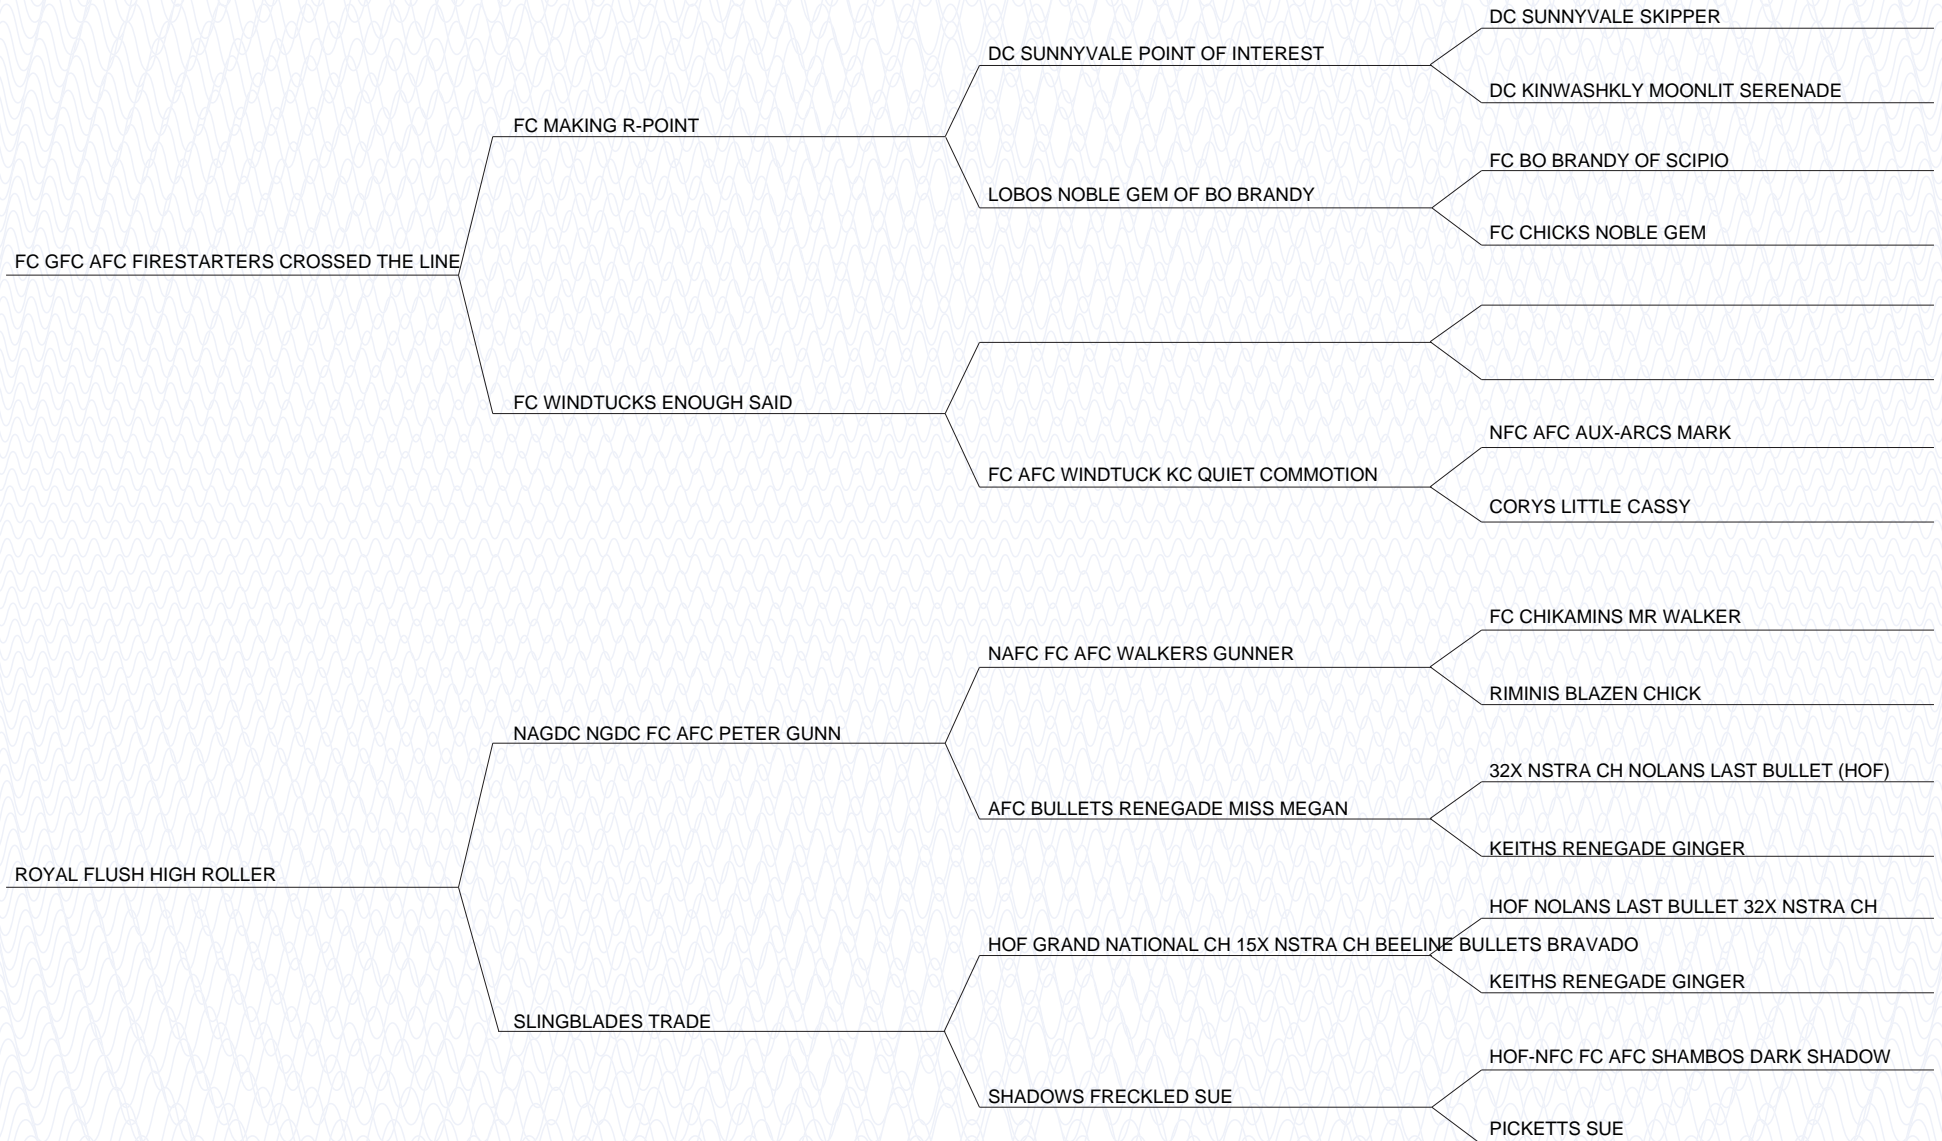 DC SUNNYVALE SKIPPER
DC SUNNYVALE POINT OF INTEREST
DC KINWASHKLY MOONLIT SERENADE
FC MAKING R-POINT
FC BO BRANDY OF SCIPIO
LOBOS NOBLE GEM OF BO BRANDY
FC CHICKS NOBLE GEM
FC GFC AFC FIRESTARTERS CROSSED THE LINE
FC WINDTUCKS ENOUGH SAID
NFC AFC AUX-ARCS MARK
FC AFC WINDTUCK KC QUIET COMMOTION
CORYS LITTLE CASSY
FC CHIKAMINS MR WALKER
NAFC FC AFC WALKERS GUNNER
RIMINIS BLAZEN CHICK
NAGDC NGDC FC AFC PETER GUNN
32X NSTRA CH NOLANS LAST BULLET (HOF)
AFC BULLETS RENEGADE MISS MEGAN
KEITHS RENEGADE GINGER
ROYAL FLUSH HIGH ROLLER
HOF NOLANS LAST BULLET 32X NSTRA CH
HOF GRAND NATIONAL CH 15X NSTRA CH BEELINE BULLETS BRAVADO
KEITHS RENEGADE GINGER
SLINGBLADES TRADE
HOF-NFC FC AFC SHAMBOS DARK SHADOW
SHADOWS FRECKLED SUE
PICKETTS SUE